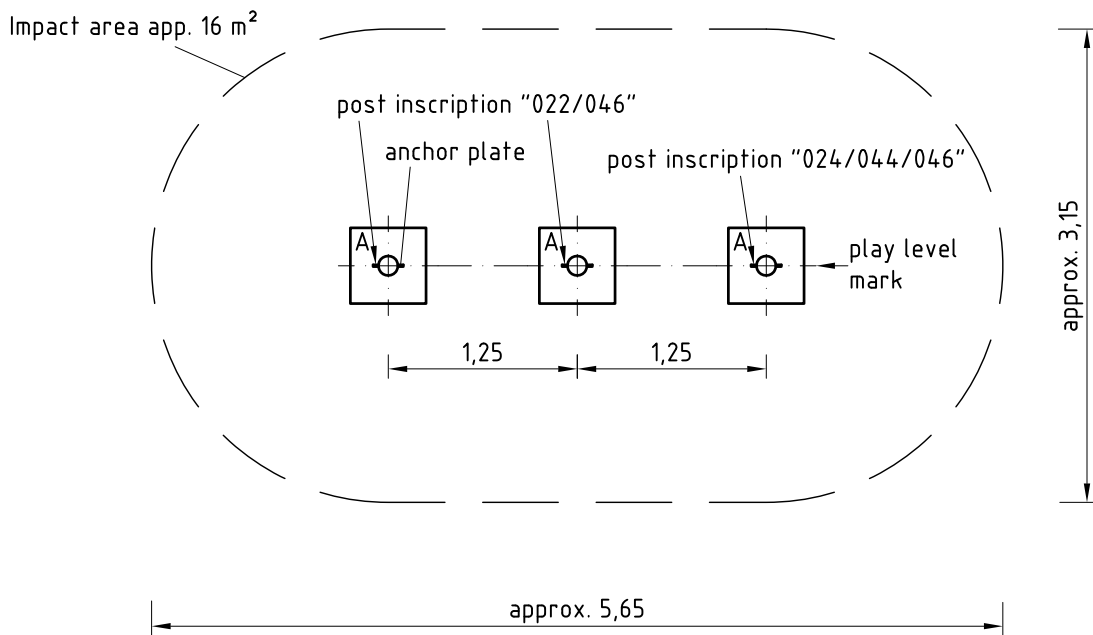 Impact area app. 16 m²
post inscription "022/046"
anchor plate
post inscription "024/044/046"
A
A
A
play level
mark
approx. 3,15
1,25
1,25
approx. 5,65